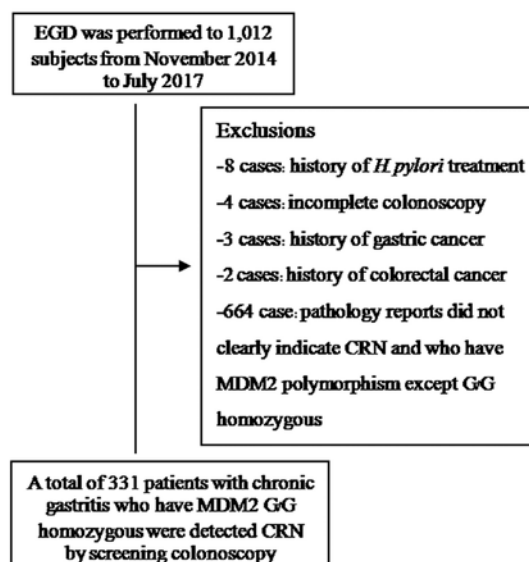 EGD was performed to 1,012
subjects from November 2014
to July 2017
Exclusions
-8 cases: history of H.pylori treatment
-4 cases: incomplete colonoscopy
-3 cases: history of gastric cancer
-2 cases: history of colorectal cancer
-664 case: pathology reports did not
clearly indicate CRN and who have
MDM2 polymorphism except G/G
homozygous
A total of 331 patients with chronic
gastritis who have MDM2 G/G
homozygous were detected CRN
by screening colonoscopy